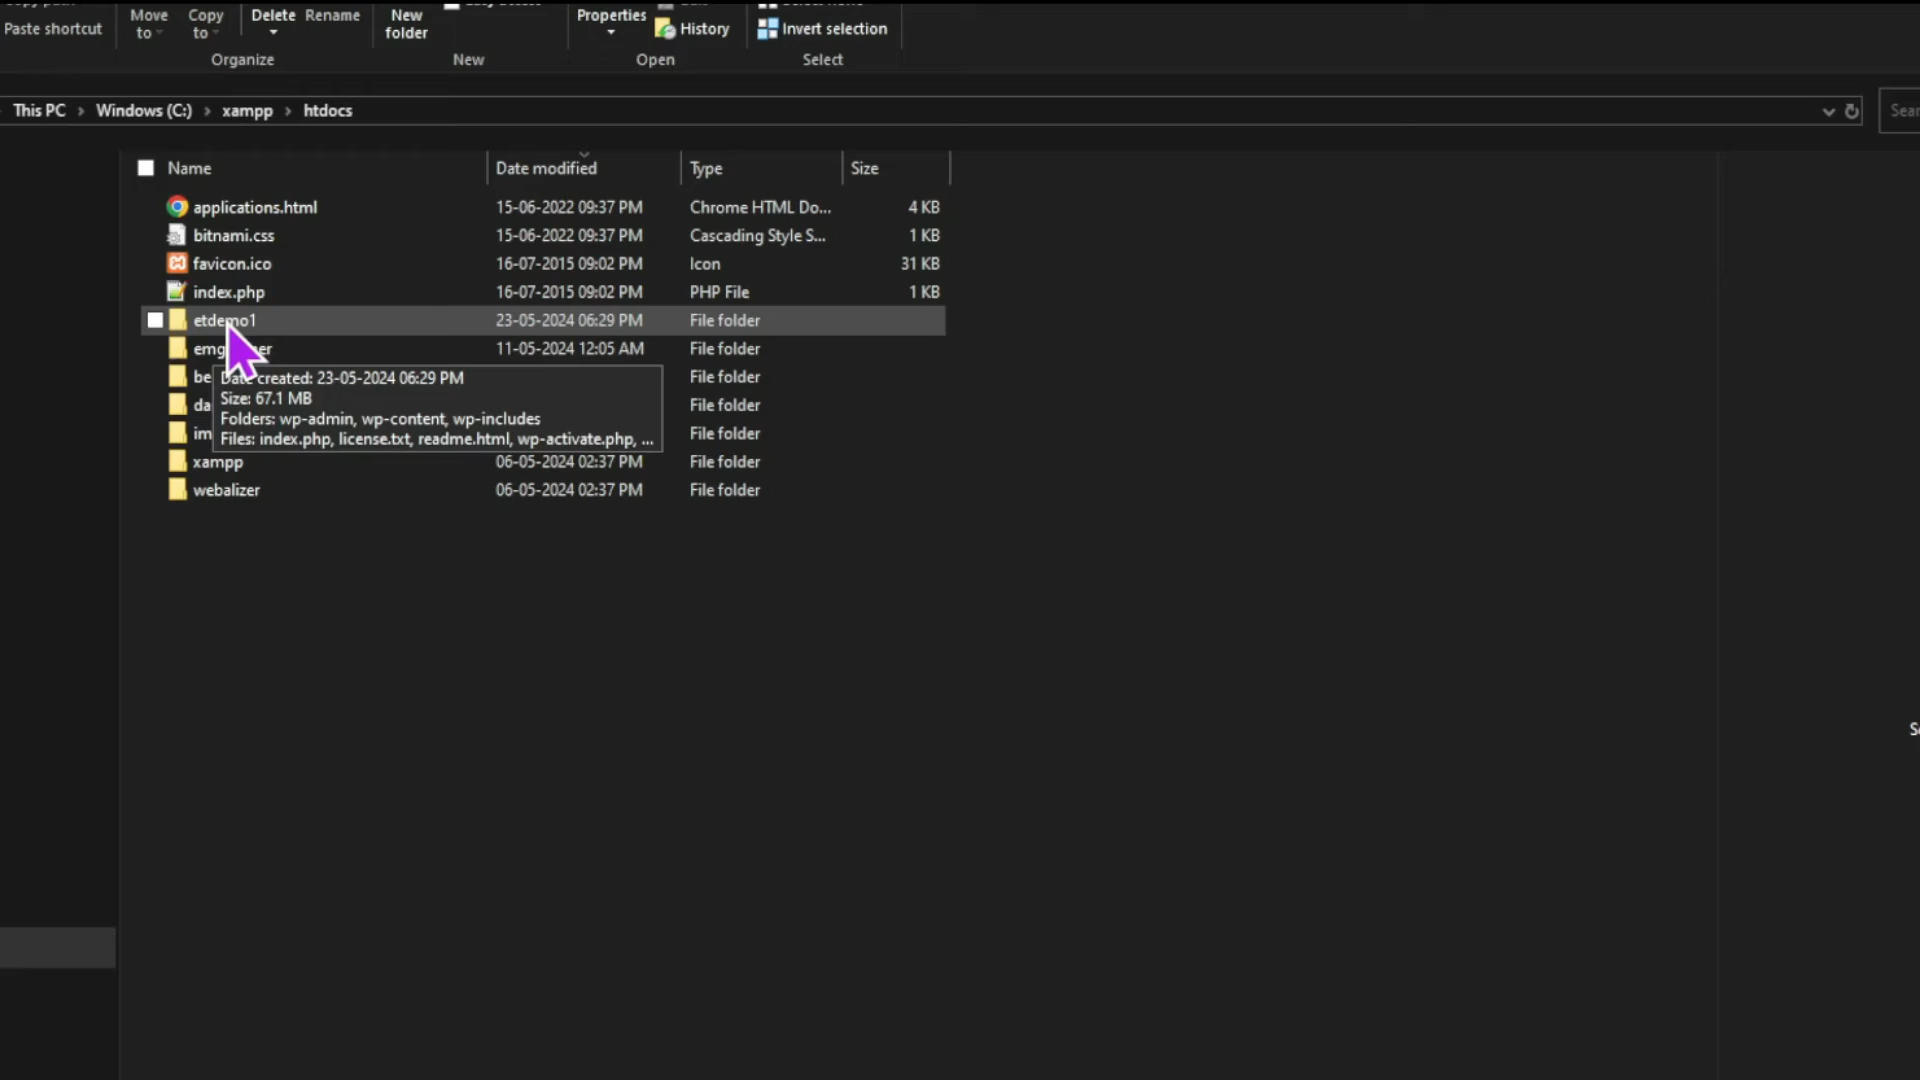 Paste shortcut
Move to
Copy to
Delete
Rename
New folder
Properties
History
Invert selection
Organize
New
Open
Select
This PC > Windows (C:) > xampp > htdocs
Name Date modified Type Size
applications.html 15-06-2022 09:37 PM Chrome HTML Do... 4 KB
bitnami.css 15-06-2022 09:37 PM Cascading Style S... 1 KB
favicon.ico 16-07-2015 09:02 PM Icon 31 KB
index.php 16-07-2015 09:02 PM PHP File 1 KB
etdemo1 23-05-2024 06:29 PM File folder
11-05-2024 12:05 AM File folder
File folder
File folder
File folder
Date created: 23-05-2024 06:29 PM
Size: 67.1 MB
Folders: wp-admin, wp-content, wp-includes
Files: index.php, license.txt, readme.html, wp-activate.php, ...
xampp 06-05-2024 02:37 PM File folder
webalizer 06-05-2024 02:37 PM File folder